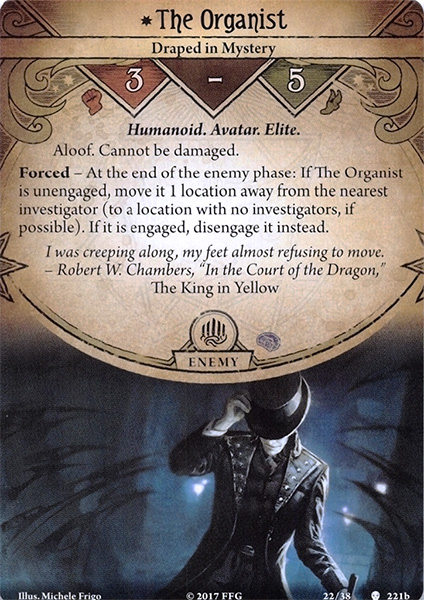 The Organist
Draped in Mystery
3 – 5
Humanoid. Avatar. Elite.
Aloof. Cannot be damaged.
Forced – At the end of the enemy phase: If The Organist
is unengaged, move it 1 location away from the nearest
investigator (to a location with no investigators, if
possible). If it is engaged, disengage it instead.
I was creeping along, my feet almost refusing to move.
– Robert W. Chambers, “In the Court of the Dragon,”
The King in Yellow
ENEMY
Illus. Michele Frigo © 2017 FFG 22/38 221b